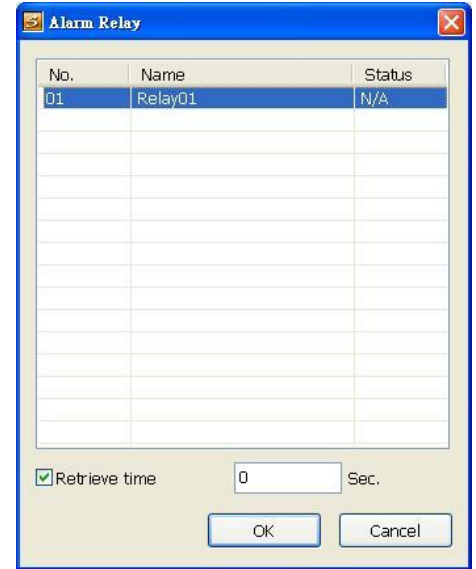 Alarm Relay
No. Name Status
01 Relay01 N/A
Retrieve time 0 Sec.
OK Cancel